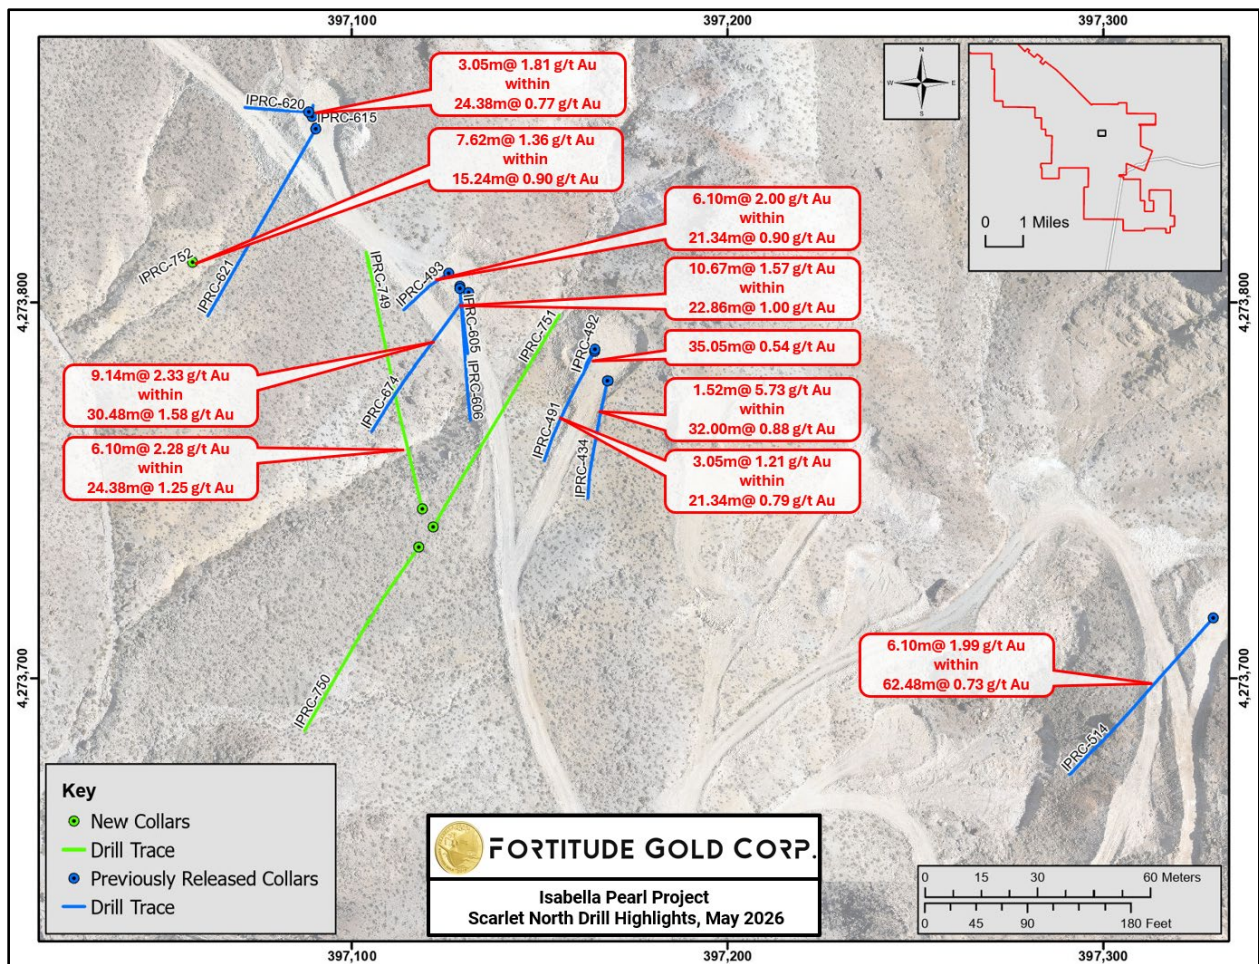 397,100
397,200
397,300
4,273,800
4,273,700
4,273,800
4,273,700
397,100
397,200
397,300
N
W
E
S
0 1 Miles
3.05m@ 1.81 g/t Au
within
24.38m@ 0.77 g/t Au
7.62m@ 1.36 g/t Au
within
15.24m@ 0.90 g/t Au
6.10m@ 2.00 g/t Au
within
21.34m@ 0.90 g/t Au
10.67m@ 1.57 g/t Au
within
22.86m@ 1.00 g/t Au
35.05m@ 0.54 g/t Au
1.52m@ 5.73 g/t Au
within
32.00m@ 0.88 g/t Au
3.05m@ 1.21 g/t Au
within
21.34m@ 0.79 g/t Au
9.14m@ 2.33 g/t Au
within
30.48m@ 1.58 g/t Au
6.10m@ 2.28 g/t Au
within
24.38m@ 1.25 g/t Au
6.10m@ 1.99 g/t Au
within
62.48m@ 0.73 g/t Au
IPRC-620
IPRC-615
IPRC-752
IPRC-621
IPRC-749
IPRC-493
IPRC-605
IPRC-606
IPRC-674
IPRC-751
IPRC-492
IPRC-491
IPRC-434
IPRC-750
IPRC-514
Key
New Collars
Drill Trace
Previously Released Collars
Drill Trace
FORTITUDE GOLD CORP.
Isabella Pearl Project
Scarlet North Drill Highlights, May 2026
0 15 30 60 Meters
0 45 90 180 Feet